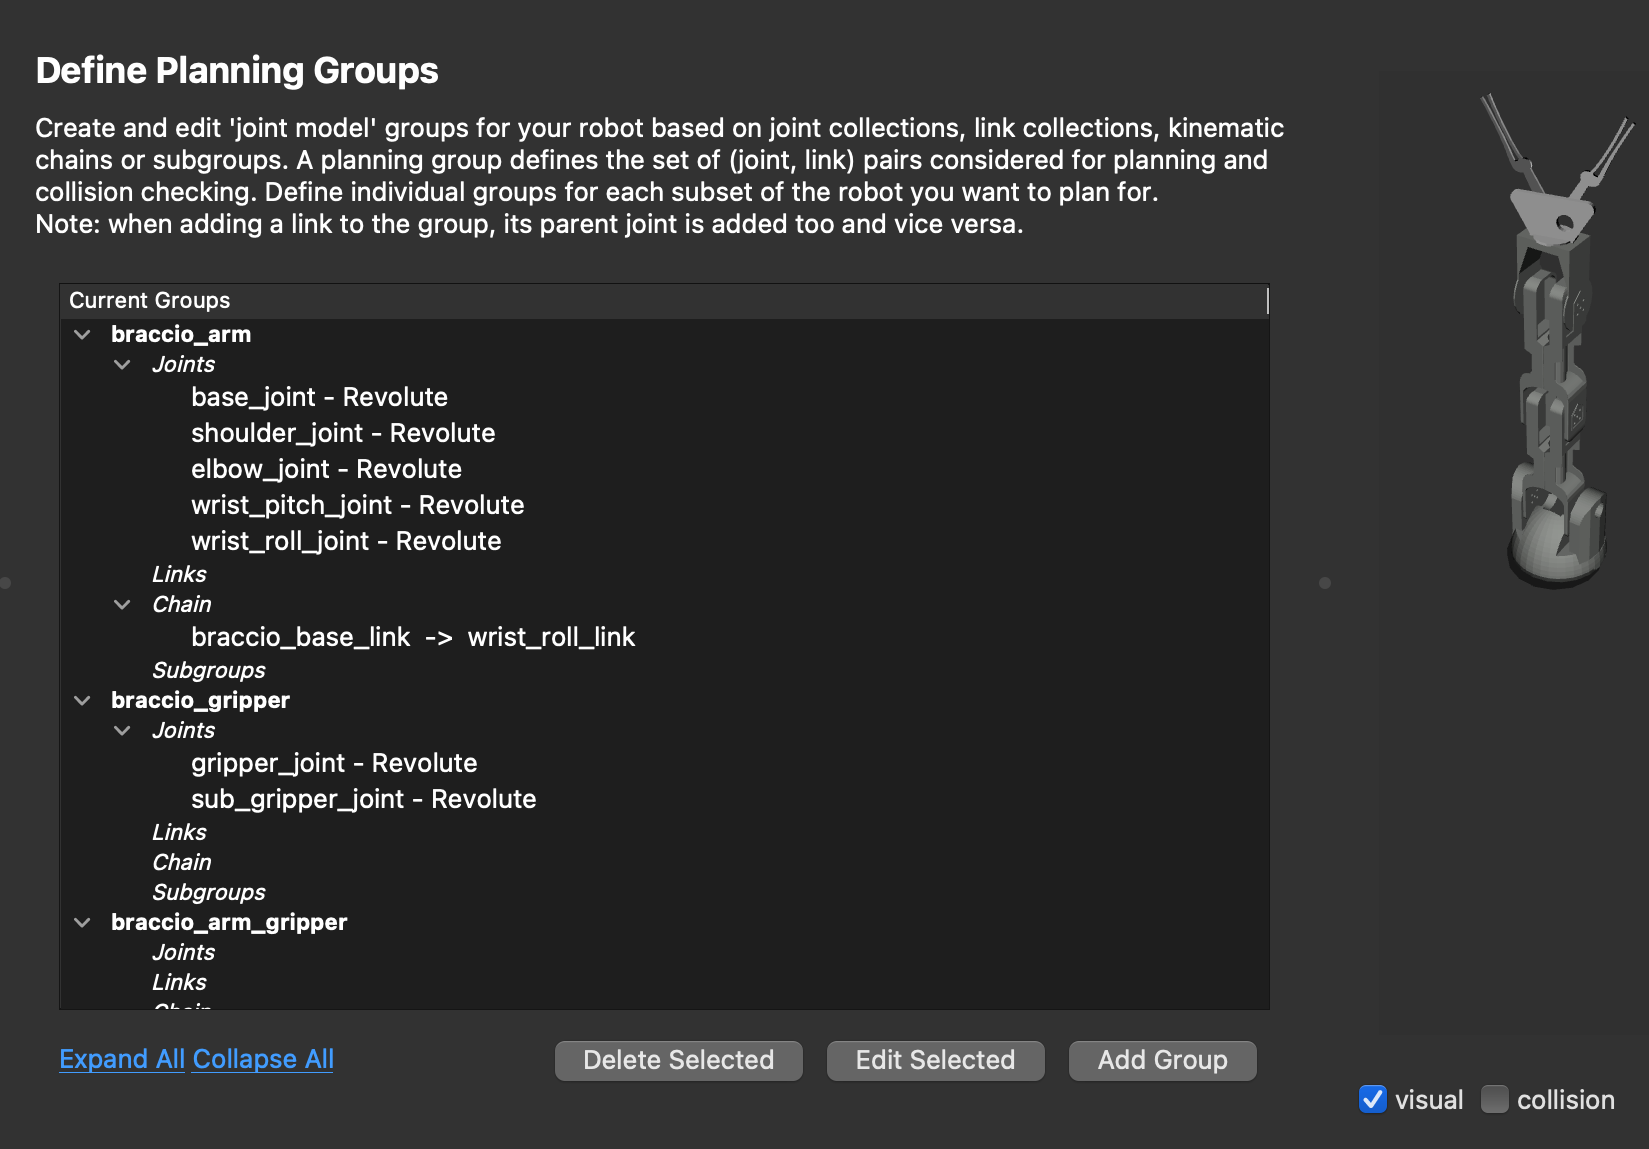 Define Planning Groups
Create and edit 'joint model' groups for your robot based on joint collections, link collections, kinematic
chains or subgroups. A planning group defines the set of (joint, link) pairs considered for planning and
collision checking. Define individual groups for each subset of the robot you want to plan for.
Note: when adding a link to the group, its parent joint is added too and vice versa.
Current Groups
braccio_arm
Joints
base_joint - Revolute
shoulder_joint - Revolute
elbow_joint - Revolute
wrist_pitch_joint - Revolute
wrist_roll_joint - Revolute
Links
Chain
braccio_base_link -> wrist_roll_link
Subgroups
braccio_gripper
Joints
gripper_joint - Revolute
sub_gripper_joint - Revolute
Links
Chain
Subgroups
braccio_arm_gripper
Joints
Links
Chain
Expand All Collapse All
Delete Selected
Edit Selected
Add Group
visual
collision